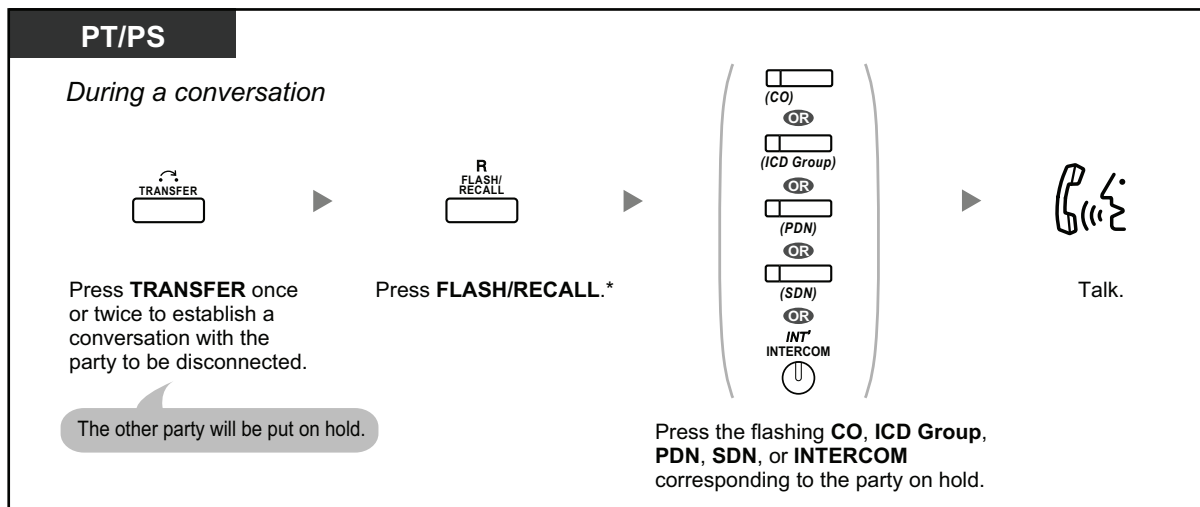 PT/PS
During a conversation
TRANSFER
Press TRANSFER once
or twice to establish a
conversation with the
party to be disconnected.
The other party will be put on hold.
R
FLASH/
RECALL
Press FLASH/RECALL.*
(CO)
OR
(ICD Group)
OR
(PDN)
OR
(SDN)
OR
INT'
INTERCOM
Press the flashing CO, ICD Group,
PDN, SDN, or INTERCOM
corresponding to the party on hold.
Talk.